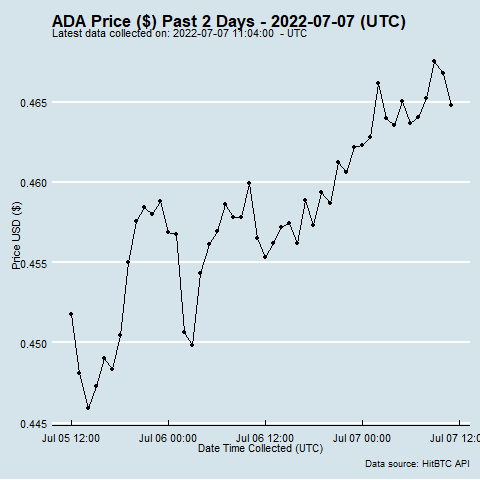 ADA Price ($) Past 2 Days - 2022-07-07 (UTC)
Latest data collected on: 2022-07-07 11:04:00  - UTC
Price USD ($)
0.465
0.460
0.455
0.450
0.445
Jul 05 12:00
Jul 06 00:00
Jul 06 12:00
Jul 07 00:00
Jul 07 12:00
Date Time Collected (UTC)
Data source: HitBTC API